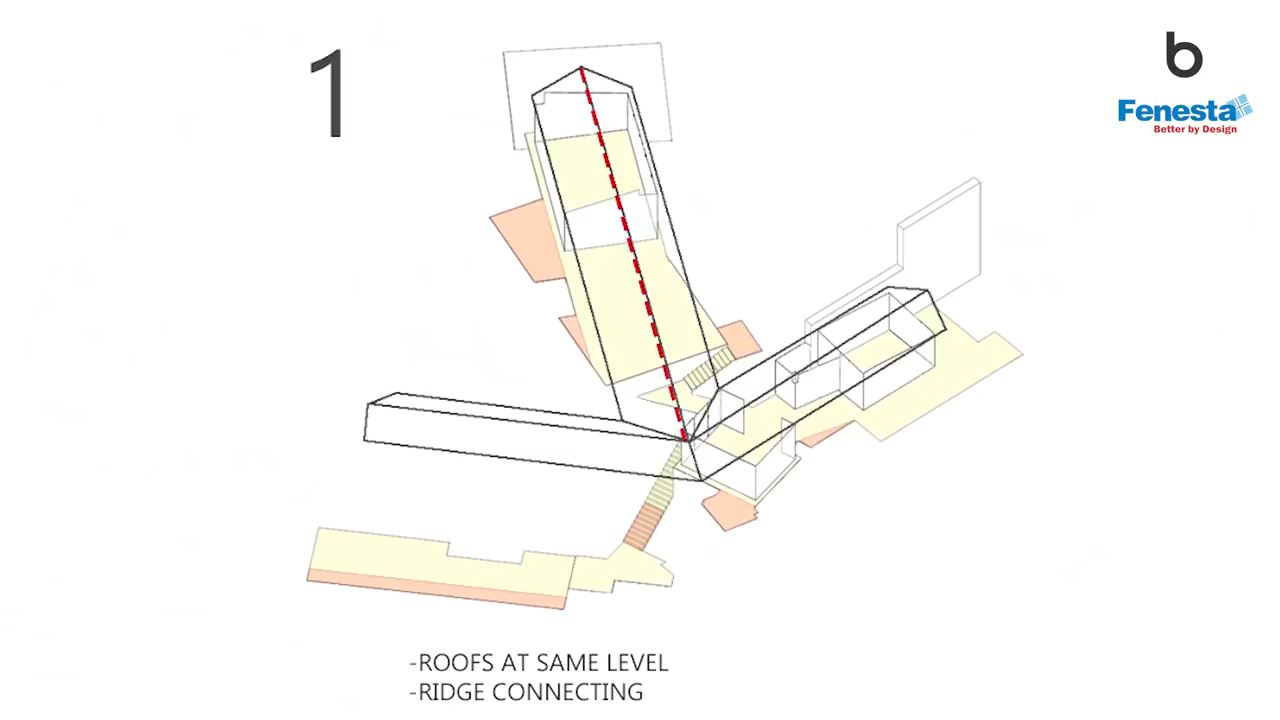 1
b
Fenesta
Better by Design
-ROOFS AT SAME LEVEL
-RIDGE CONNECTING